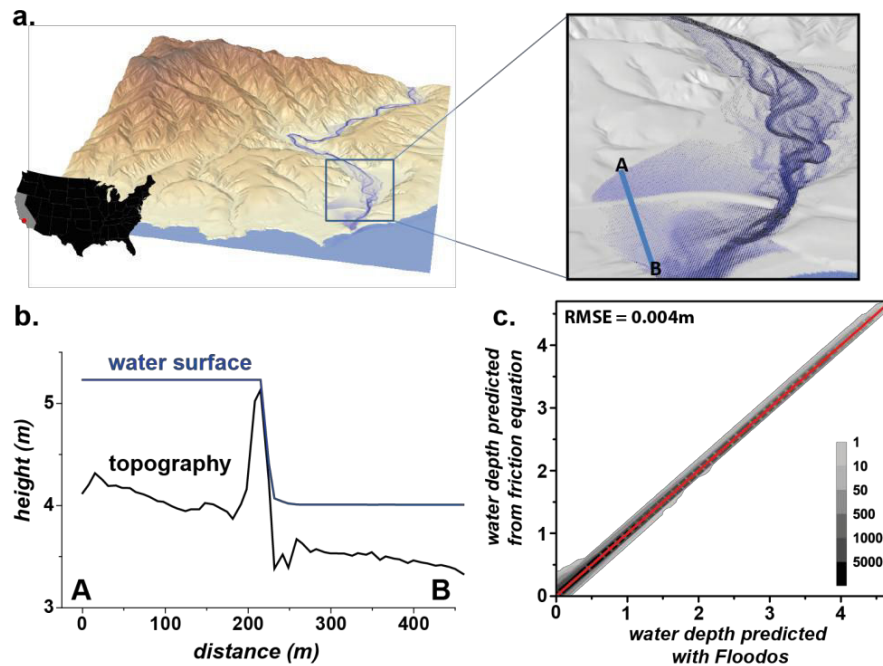 a.
A
B
b.
water surface
topography
height (m)
5
4
3
A
B
0
100
200
300
400
distance (m)
c.
RMSE = 0.004m
water depth predicted
from friction equation
4
3
2
1
0
1
10
50
500
1000
5000
0
1
2
3
4
water depth predicted
with Floodos